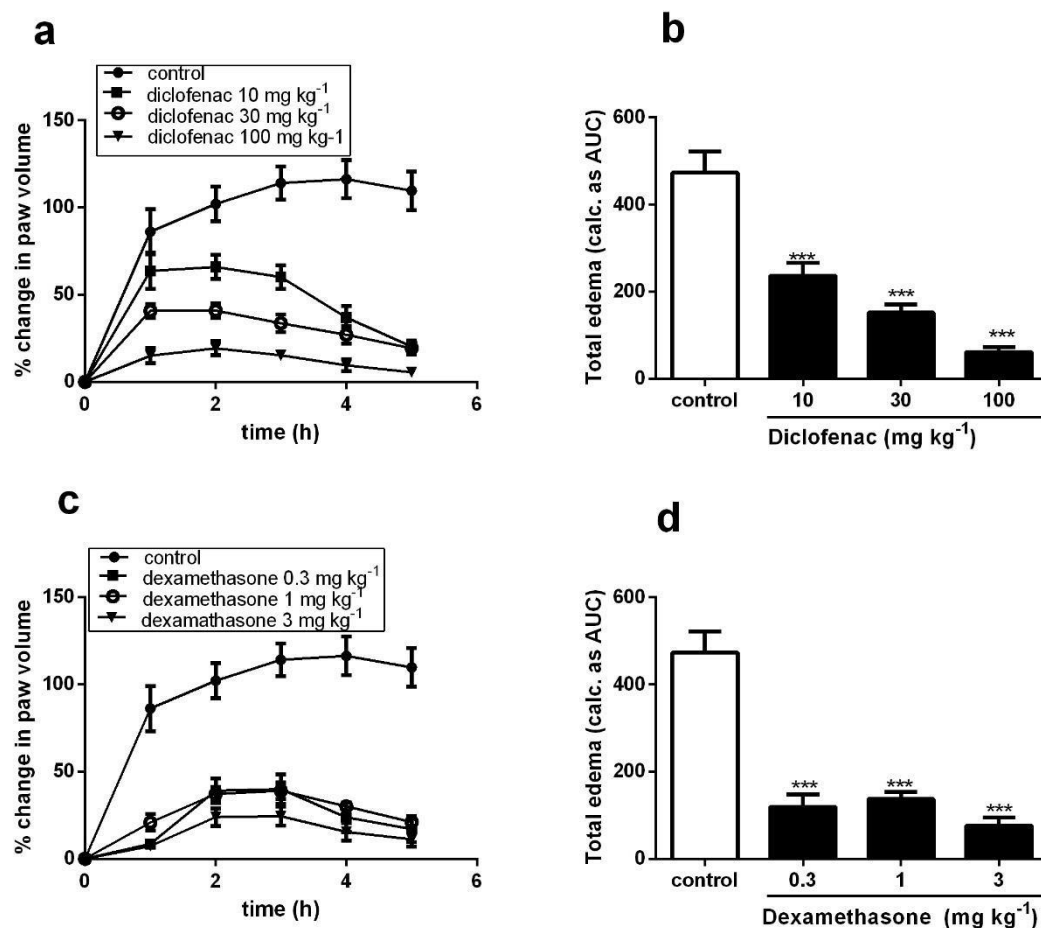 a
control
diclofenac 10 mg kg-1
diclofenac 30 mg kg-1
diclofenac 100 mg kg-1
% change in paw volume
150
100
50
0
0 2 4 6
time (h)
b
Total edema (calc. as AUC)
600
400
200
0
***
***
***
control 10 30 100
Diclofenac (mg kg-1)
c
control
dexamethasone 0.3 mg kg-1
dexamethasone 1 mg kg-1
dexamathasone 3 mg kg-1
% change in paw volume
150
100
50
0
0 2 4 6
time (h)
d
Total edema (calc. as AUC)
600
400
200
0
***
***
***
control 0.3 1 3
Dexamethasone (mg kg-1)